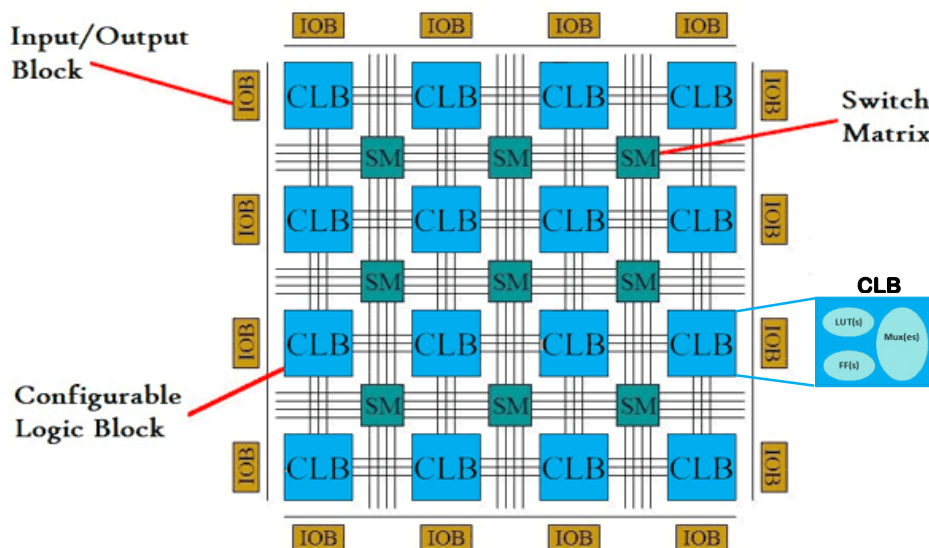 IOB IOB IOB IOB
Input/Output
Block
IOB CLB CLB CLB CLB IOB
Switch
Matrix
SM SM SM
IOB CLB CLB CLB CLB IOB
SM SM SM
CLB
LUT(s)
Mux(es)
FF(s)
IOB CLB CLB CLB CLB IOB
Configurable
Logic Block
SM SM SM
IOB CLB CLB CLB CLB IOB
IOB IOB IOB IOB